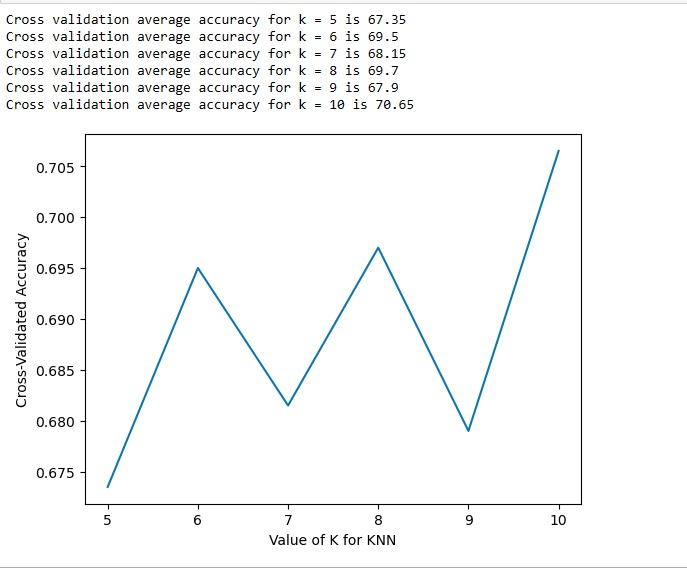 Cross validation average accuracy for k = 5 is 67.35
Cross validation average accuracy for k = 6 is 69.5
Cross validation average accuracy for k = 7 is 68.15
Cross validation average accuracy for k = 8 is 69.7
Cross validation average accuracy for k = 9 is 67.9
Cross validation average accuracy for k = 10 is 70.65
Cross-Validated Accuracy
0.705
0.700
0.695
0.690
0.685
0.680
0.675
5 6 7 8 9 10
Value of K for KNN